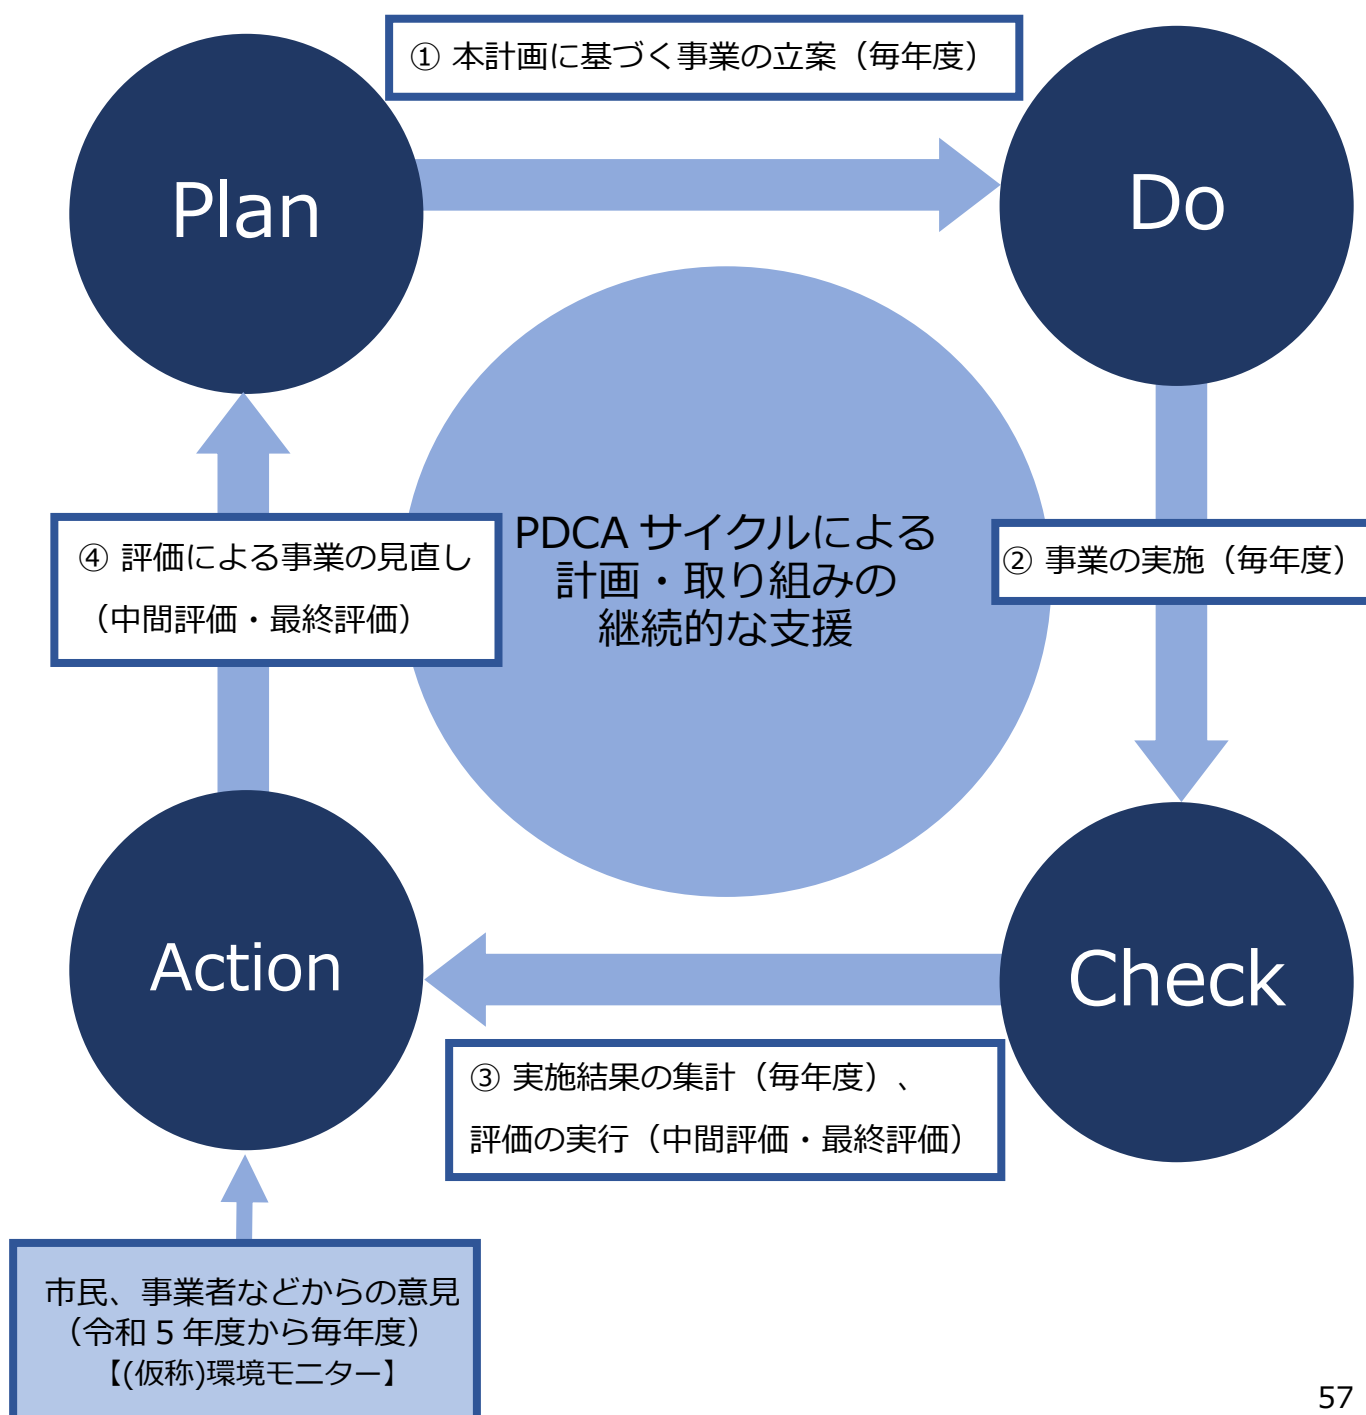 ① 本計画に基づく事業の立案（毎年度）
Plan
Do
PDCA サイクルによる
計画・取り組みの
継続的な支援
④ 評価による事業の見直し
（中間評価・最終評価）
② 事業の実施（毎年度）
Action
Check
③ 実施結果の集計（毎年度）、
評価の実行（中間評価・最終評価）
市民、事業者などからの意見
（令和５年度から毎年度）
【(仮称)環境モニター】
57